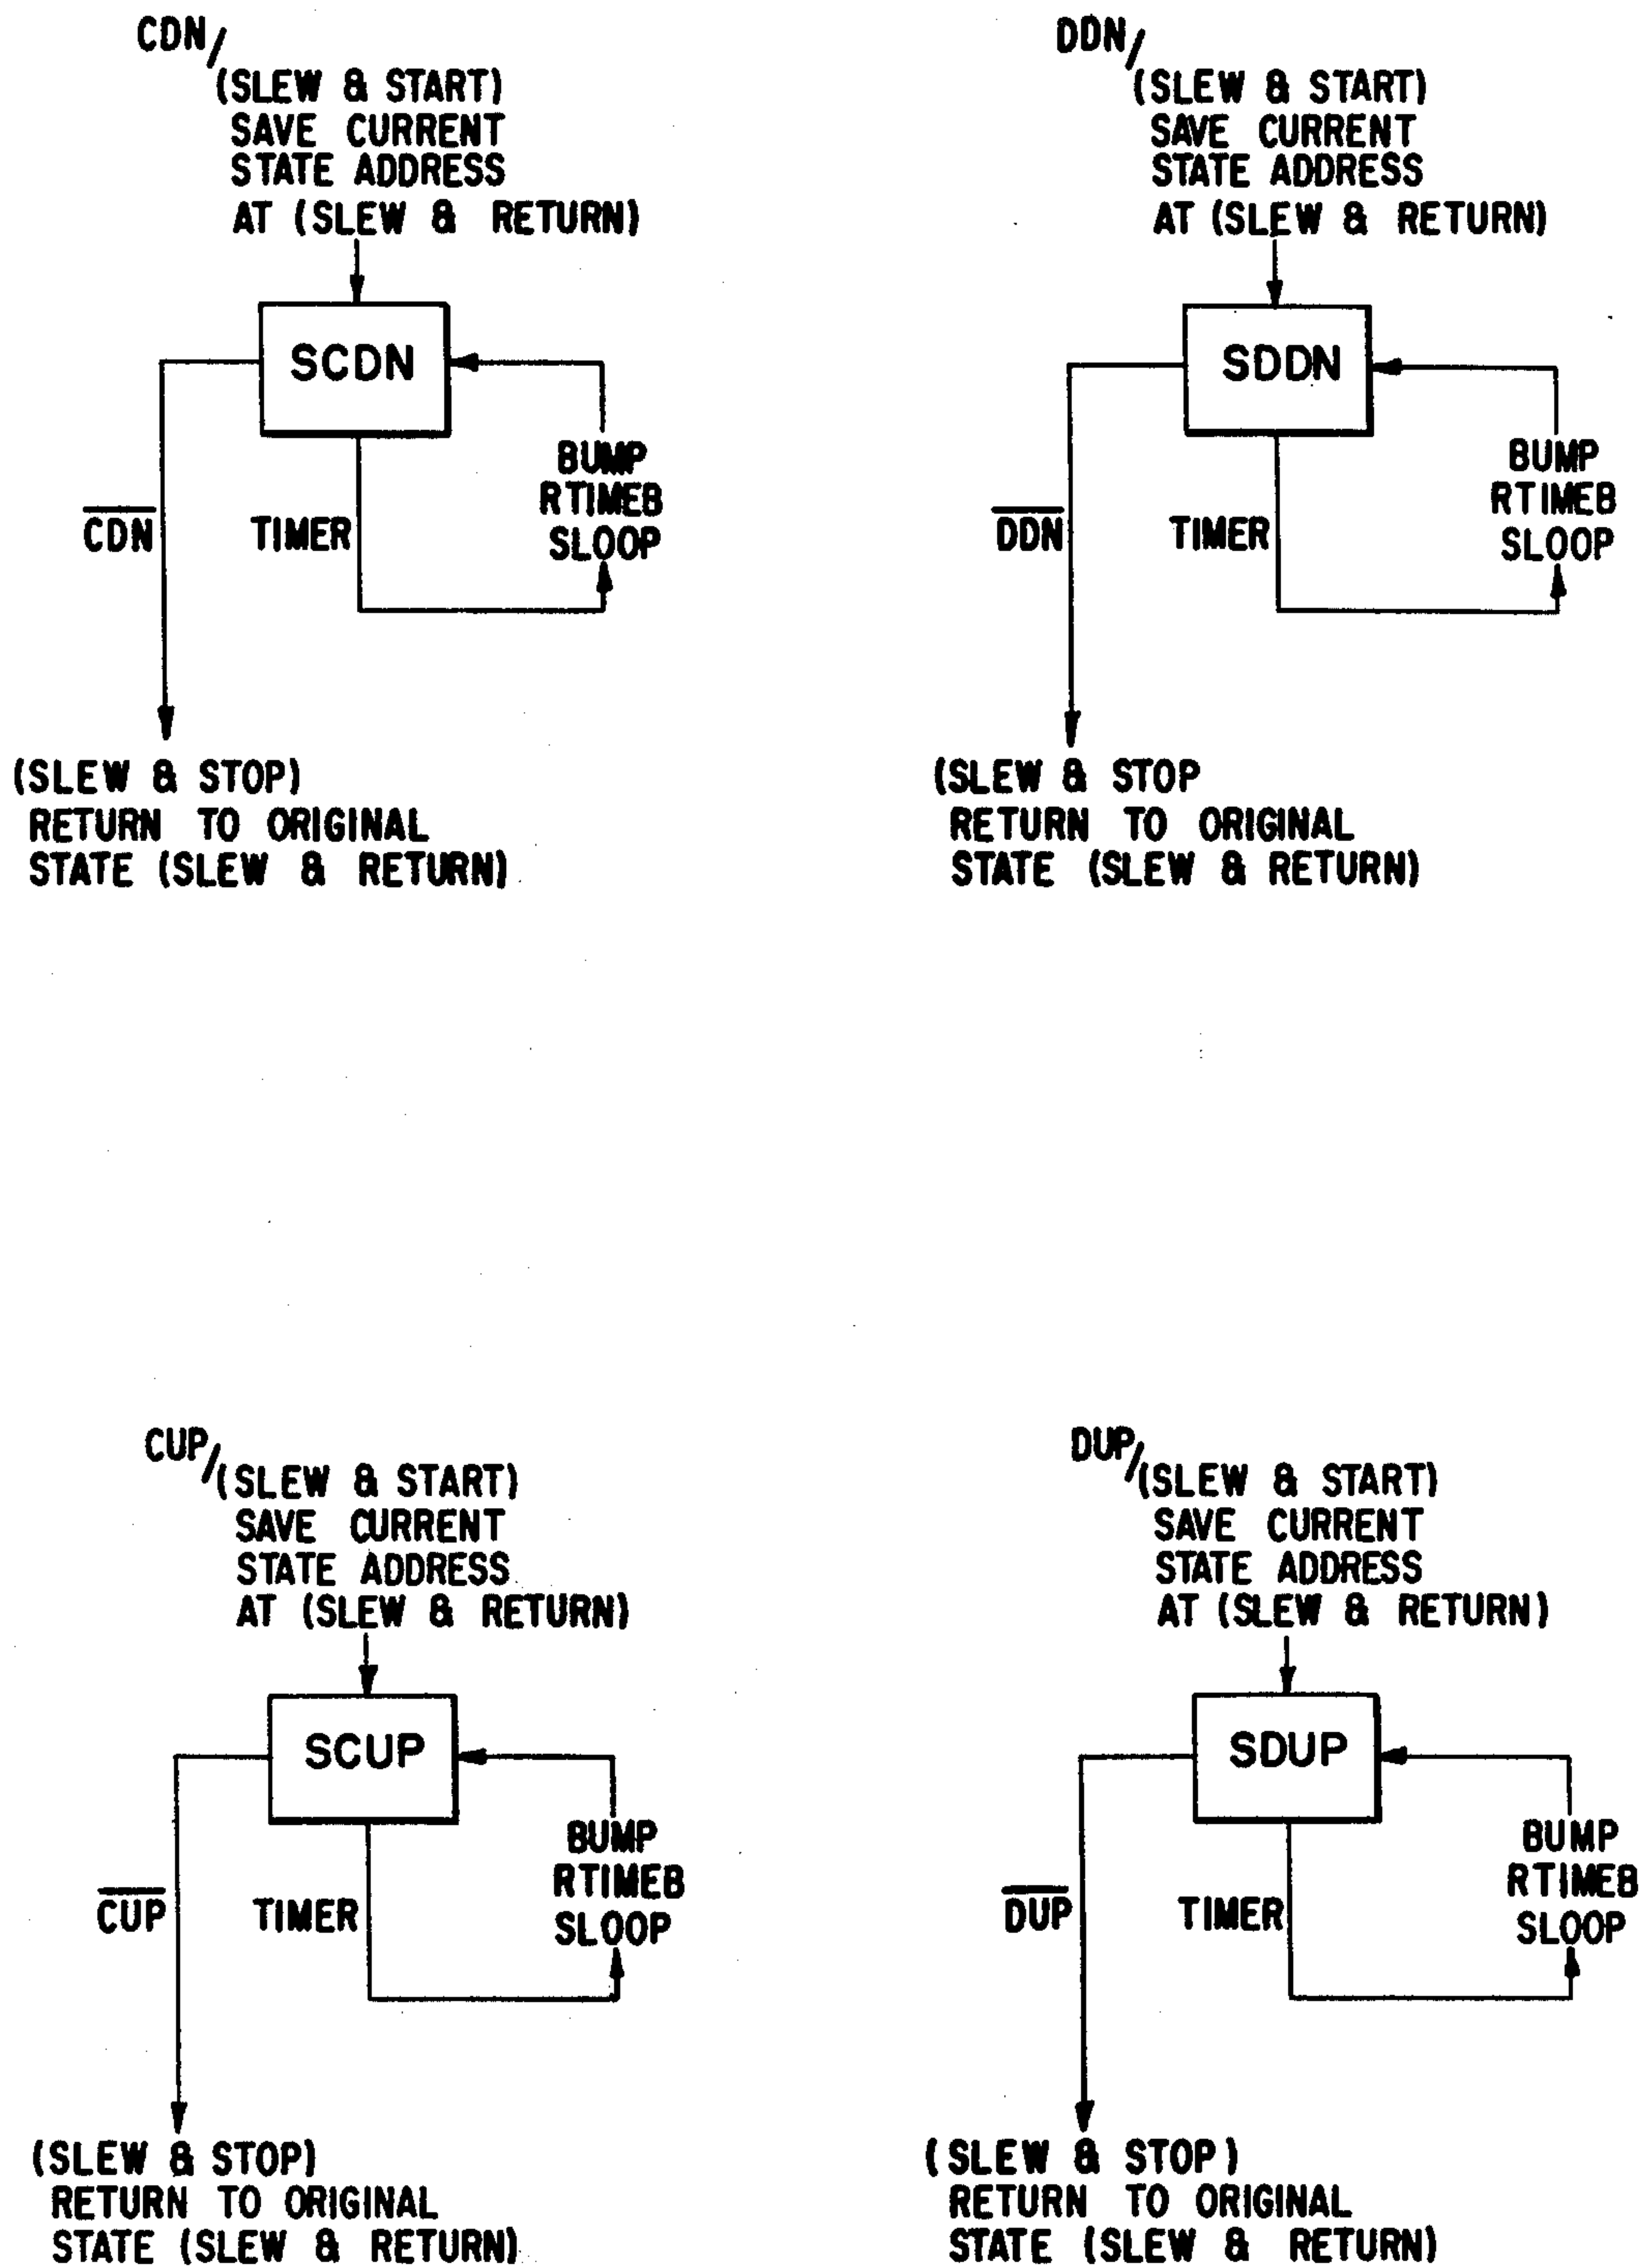 CDN/
(SLEW & START)
SAVE CURRENT
STATE ADDRESS
AT (SLEW & RETURN)
SCDN
BUMP
RTIMEB
SLOOP
C̅D̅N̅
TIMER
(SLEW & STOP)
RETURN TO ORIGINAL
STATE (SLEW & RETURN)
DDN/
(SLEW & START)
SAVE CURRENT
STATE ADDRESS
AT (SLEW & RETURN)
SDDN
BUMP
RTIMEB
SLOOP
D̅D̅N̅
TIMER
(SLEW & STOP
RETURN TO ORIGINAL
STATE (SLEW & RETURN)
CUP/
(SLEW & START)
SAVE CURRENT
STATE ADDRESS
AT (SLEW & RETURN)
SCUP
BUMP
RTIMEB
SLOOP
C̅U̅P̅
TIMER
(SLEW & STOP)
RETURN TO ORIGINAL
STATE (SLEW & RETURN)
DUP/
(SLEW & START)
SAVE CURRENT
STATE ADDRESS
AT (SLEW & RETURN)
SDUP
BUMP
RTIMEB
SLOOP
D̅U̅P̅
TIMER
(SLEW & STOP)
RETURN TO ORIGINAL
STATE (SLEW & RETURN)